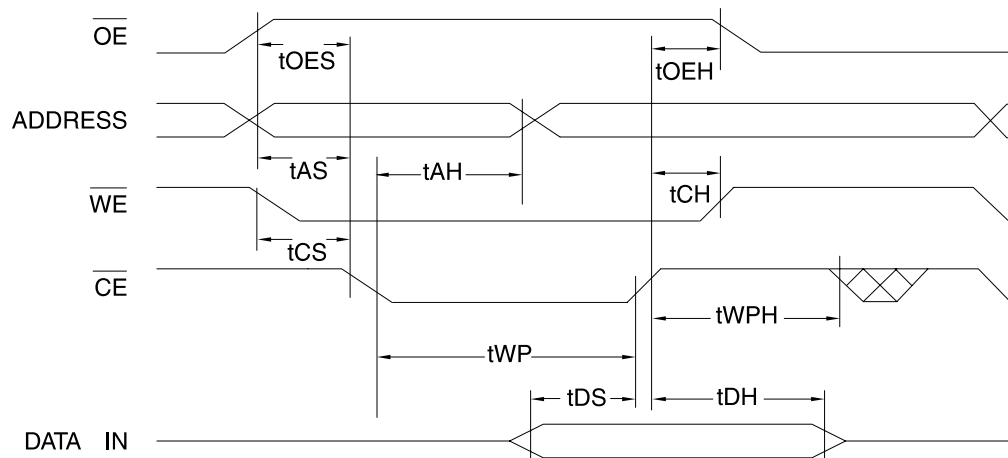 OE
tOES
tOEH
ADDRESS
tAS
tAH
tCH
WE
tCS
CE
tWPH
tWP
tDS
tDH
DATA IN